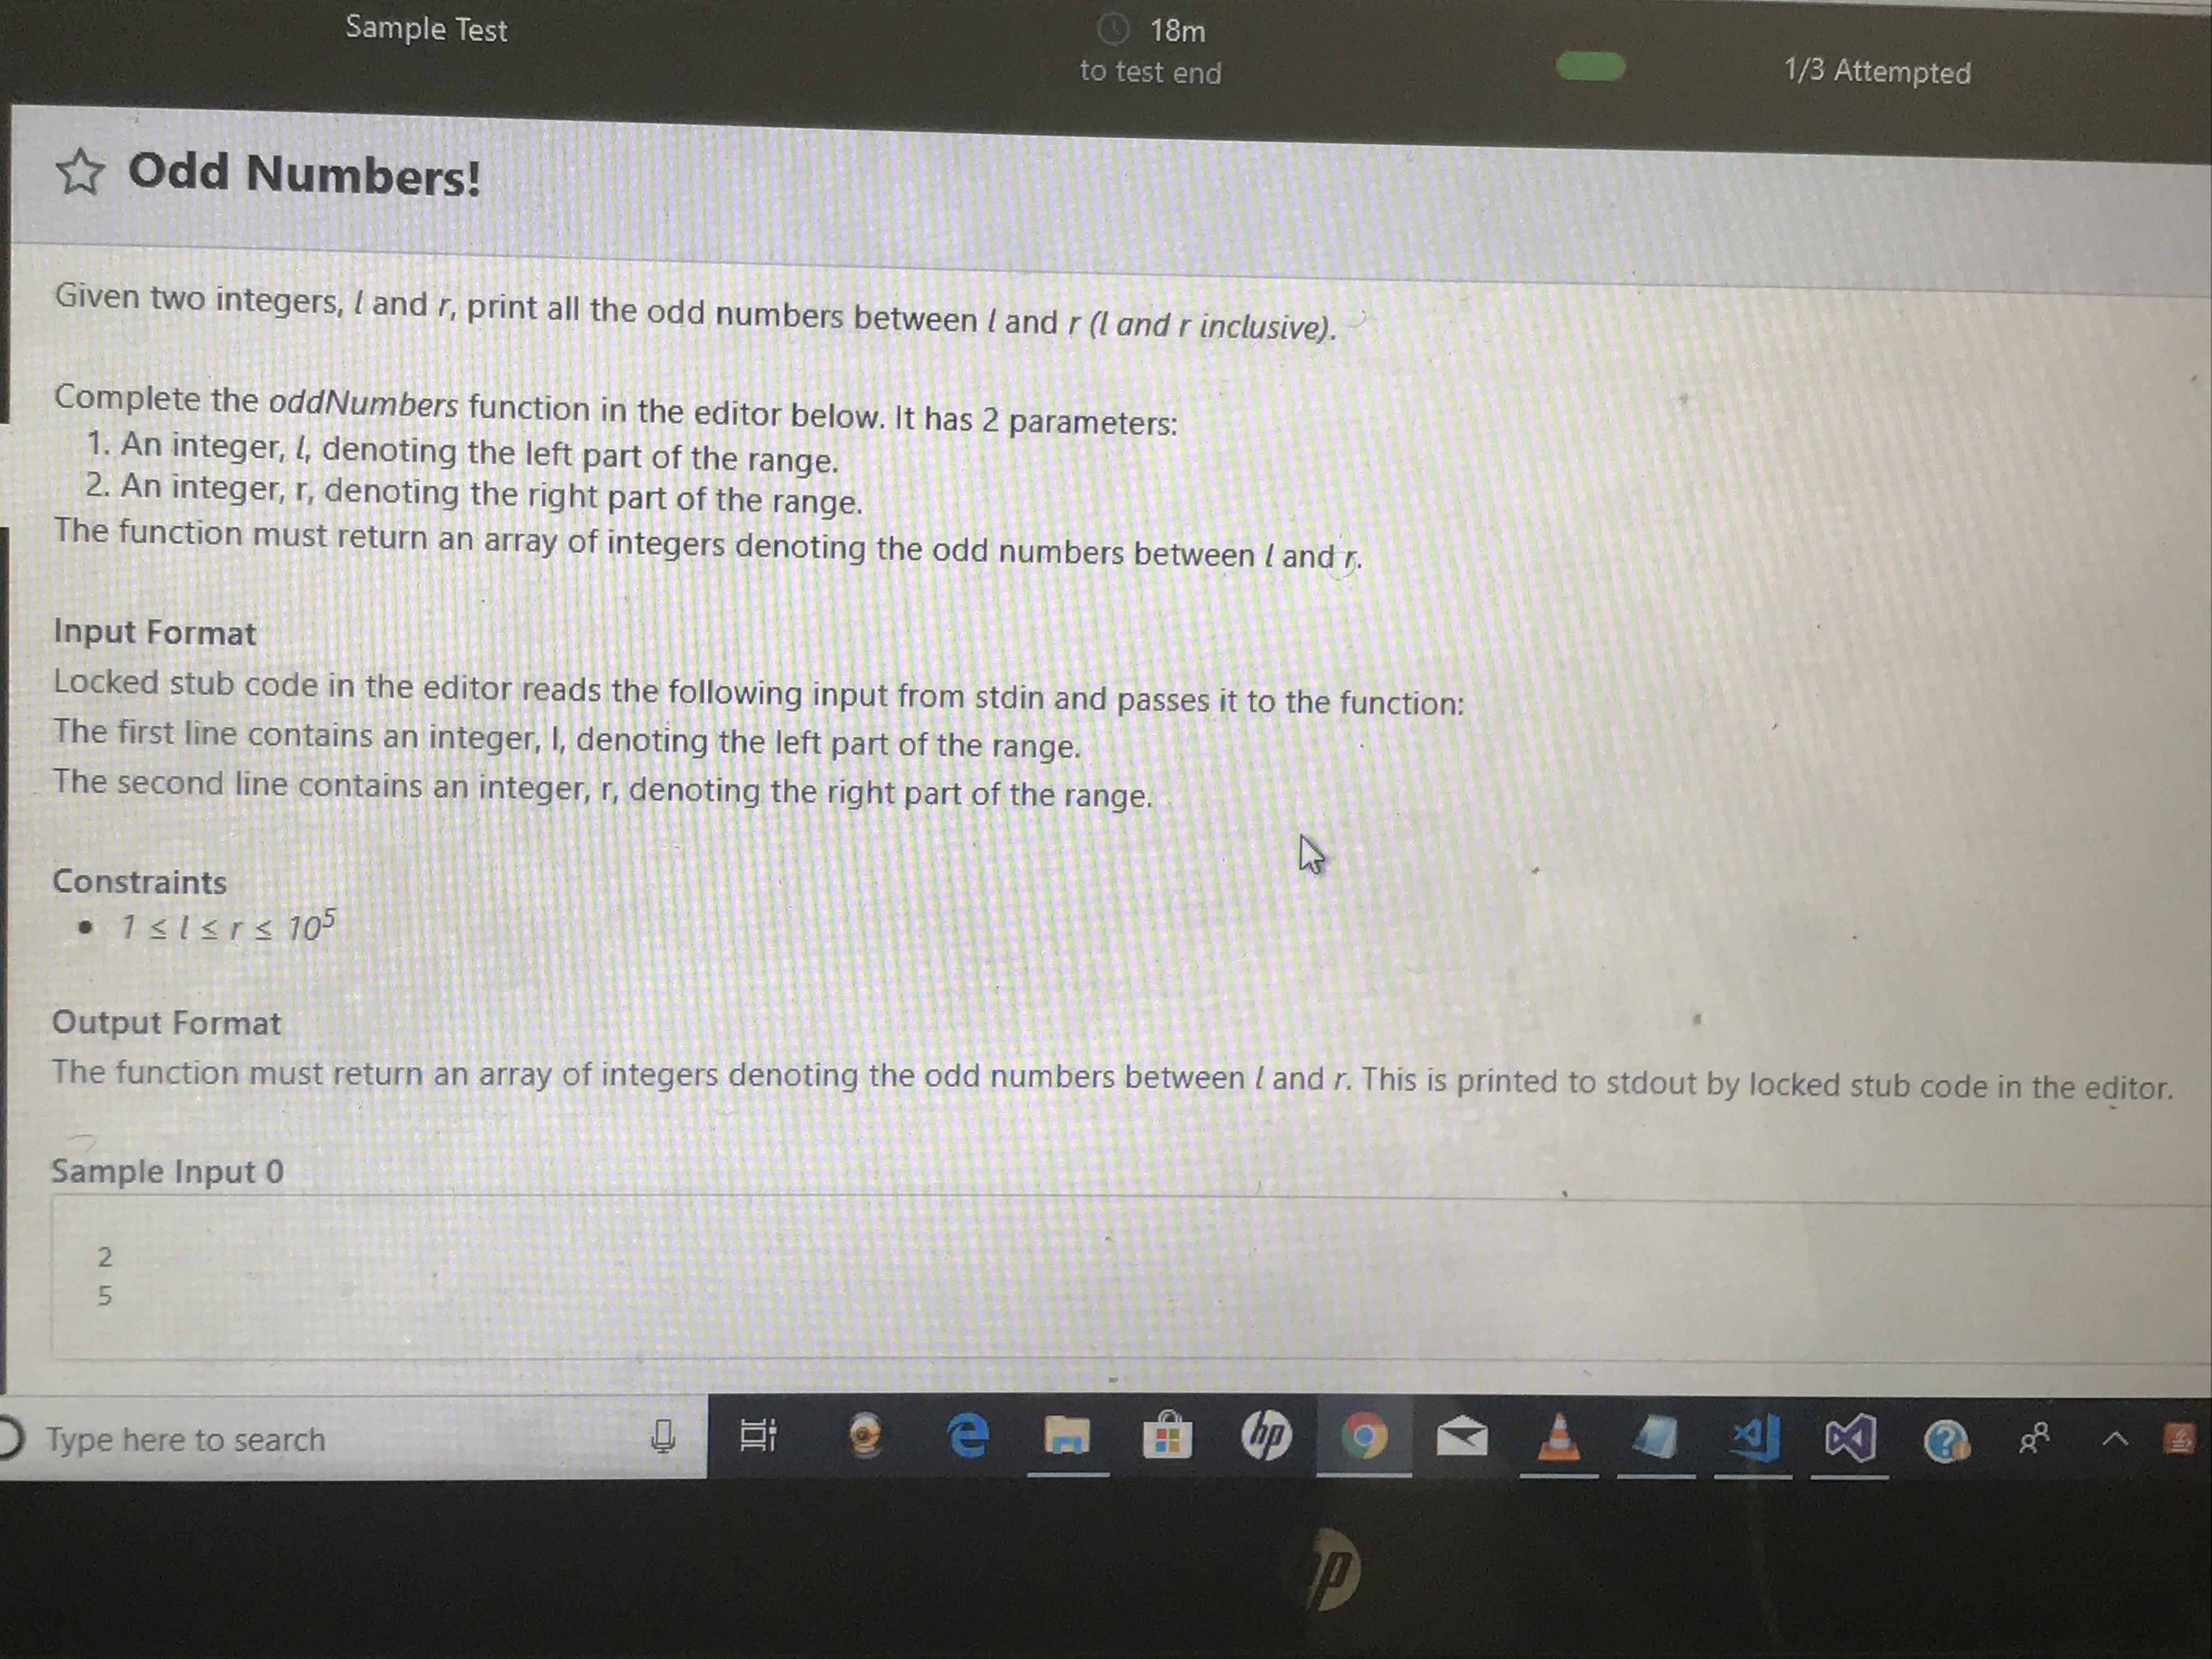 Sample Test
18m
to test end
1/3 Attempted
Odd Numbers!
Given two integers, l and r, print all the odd numbers between l and r (l and r inclusive).
Complete the oddNumbers function in the editor below. It has 2 parameters:
1. An integer, l, denoting the left part of the range.
2. An integer, r, denoting the right part of the range.
The function must return an array of integers denoting the odd numbers between l and r.
Input Format
Locked stub code in the editor reads the following input from stdin and passes it to the function:
The first line contains an integer, l, denoting the left part of the range.
The second line contains an integer, r, denoting the right part of the range.
Constraints
• 1 ≤ l ≤ r ≤ 10⁵
Output Format
The function must return an array of integers denoting the odd numbers between l and r. This is printed to stdout by locked stub code in the editor.
Sample Input 0
2
5
Type here to search
hp
hp